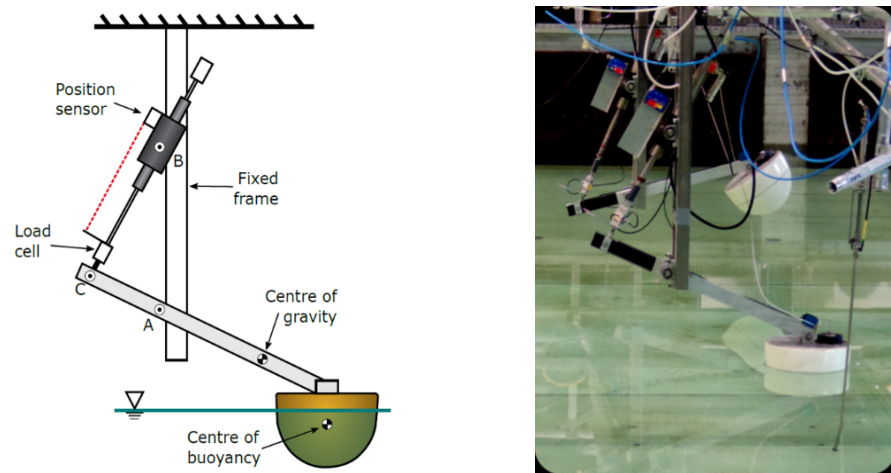 Position
sensor
B
Fixed
frame
Load
cell
C
A
Centre of
gravity
Centre of
buoyancy